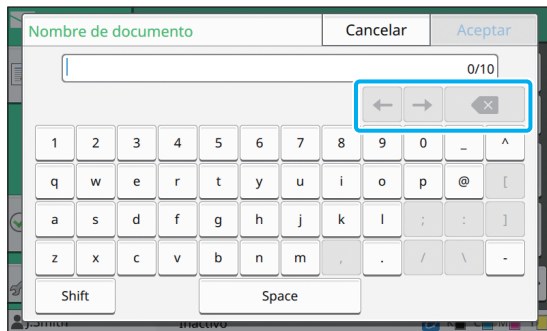 Nombre de documento Cancelar Aceptar
0/10
1 2 3 4 5 6 7 8 9 0 _ ^
q w e r t y u i o p @ [
a s d f g h j k l ; : ]
z x c v b n m , . / \ -
Shift Space